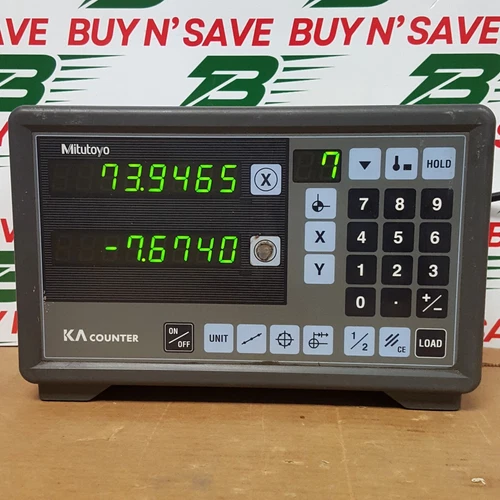 SAVE BUY N' SAVE BUY N' SAVE
Mitutoyo
73.9465 X 7 HOLD
7 8 9
-7.6740 X 4 5 6
Y 1 2 3
0 . +/-
KA COUNTER ON/OFF UNIT 1/2 CE LOAD